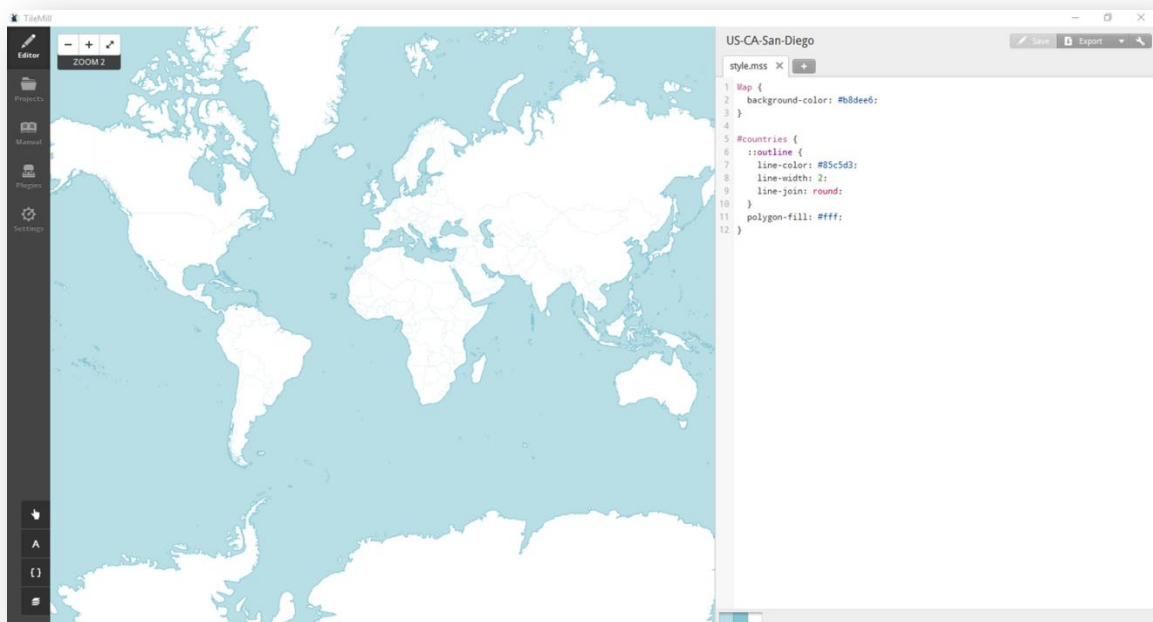 TileMill
Editor
Projects
Manual
Plugins
Settings
A
{}
- +
ZOOM 2
US-CA-San-Diego
Save
Export
style.mss × +
1 Map {
2 background-color: #b8dee6;
3 }
4
5 #countries {
6 ::outline {
7 line-color: #85c5d3;
8 line-width: 2;
9 line-join: round;
10 }
11 polygon-fill: #fff;
12 }